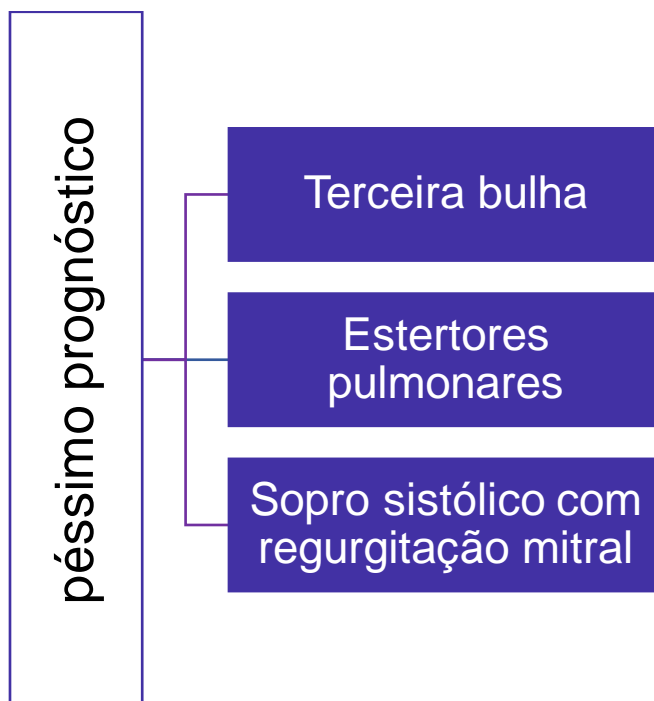 péssimo prognóstico
Terceira bulha
Estertores
pulmonares
Sopro sistólico com
regurgitação mitral